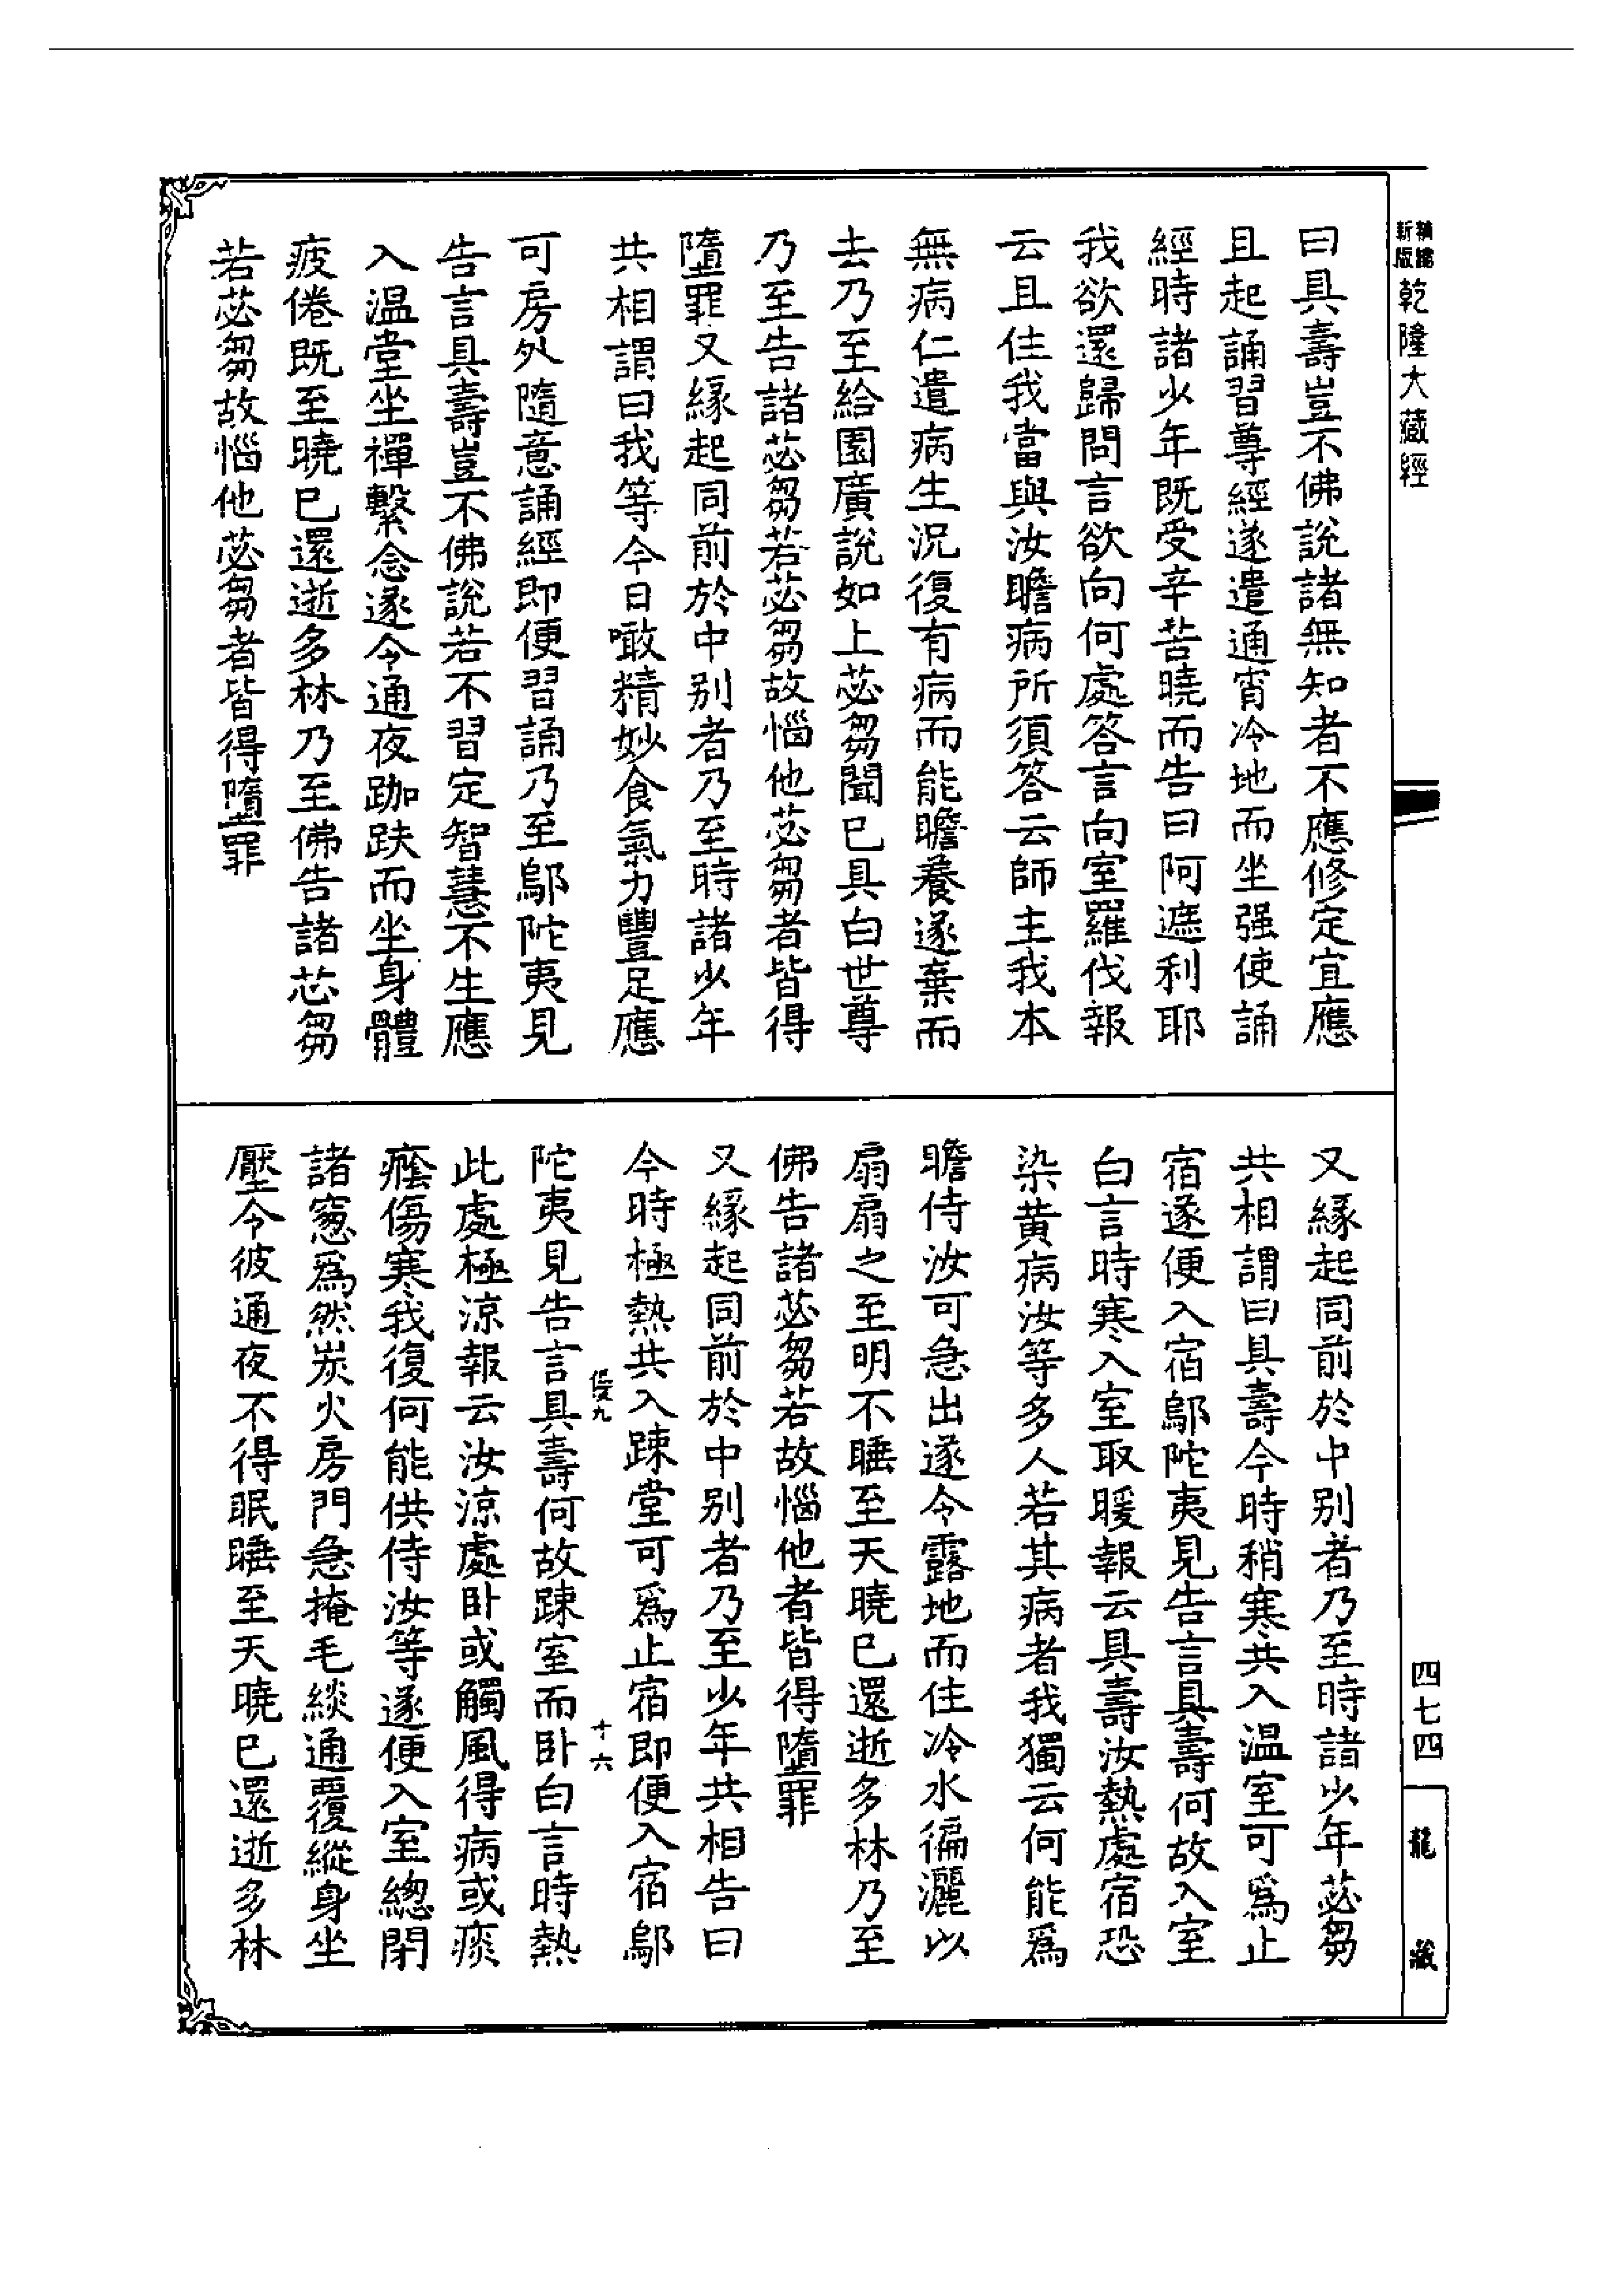 新編縮版
乾隆大藏經
曰具壽豈不佛說諸無知者不應修定宜應
且起誦習尊經遂遣通宵冷地而坐强使誦
經時諸少年既受辛苦曉而告曰阿遮利耶
我欲還歸問言欲向何處答言向室羅伐報
云且住我當與汝瞻病所須答云師主我本
無病仁遣病生況復有病而能瞻養遂棄而
去乃至給園廣說如上苾芻聞已具白世尊
乃至告諸苾芻若苾芻故惱他苾芻者皆得
墮罪又緣起同前於中別者乃至時諸少年
共相謂曰我等今日噉精妙食氣力豐足應
可房外隨意誦經即便習誦乃至鄔陀夷見
告言具壽豈不佛說若不習定智慧不生應
入温堂坐禪繫念遂令通夜跏趺而坐身體
疲倦既至曉已還逝多林乃至佛告諸苾芻
若苾芻故惱他苾芻者皆得墮罪
又緣起同前於中別者乃至時諸少年苾芻
共相謂曰具壽今時稍寒共入温室可爲止
宿遂便入宿鄔陀夷見告言具壽何故入室
白言時寒入室取暖報云具壽汝熱處宿恐
染黄病汝等多人若其病者我獨云何能爲
瞻侍汝可急出遂令露地而住冷水徧灑以
扇扇之至明不睡至天曉已還逝多林乃至
佛告諸苾芻若故惱他者皆得墮罪
又緣起同前於中別者乃至少年共相告曰
今時極熱共入踈堂可爲止宿即便入宿鄔
陀夷見告言具壽何故踈室而卧白言時熱
此處極涼報云汝涼處卧或觸風得病或痰
癊傷寒我復何能供侍汝等遂便入室總閉
諸窻爲然炭火房門急掩毛緂通覆縱身坐
壓令彼通夜不得眠睡至天曉已還逝多林
十六
四七四
龍藏